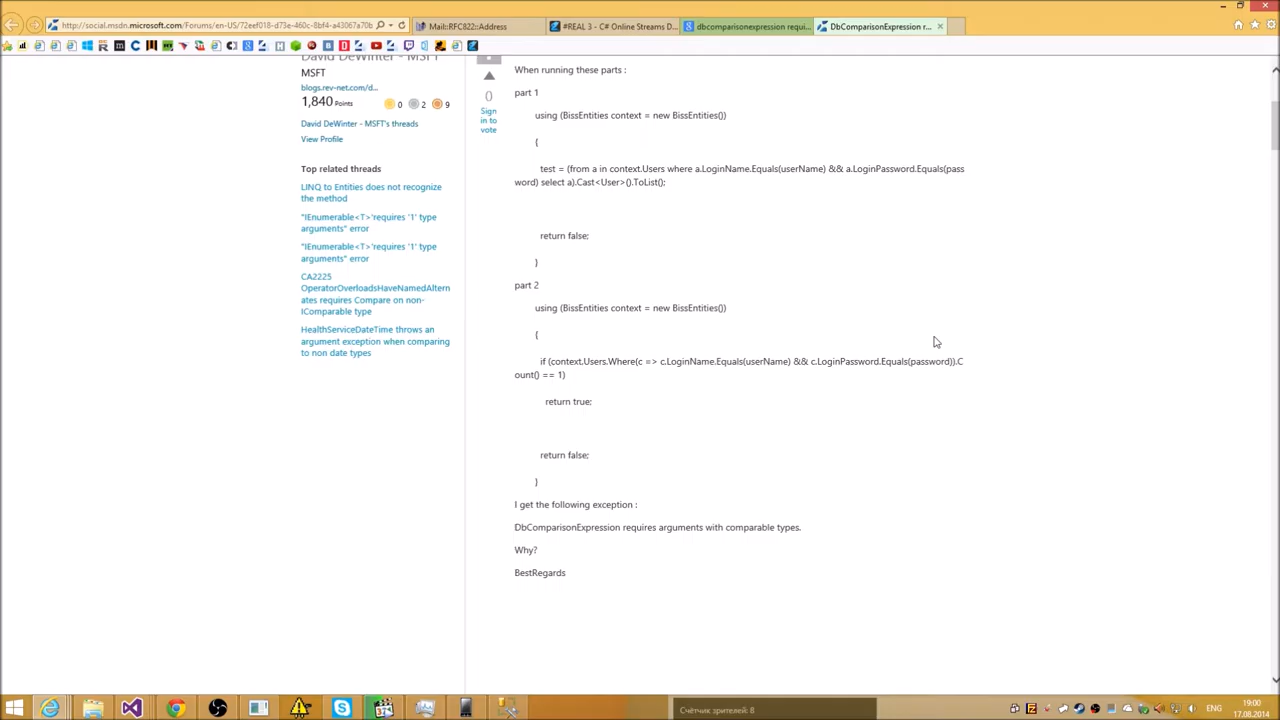 http://social.msdn.microsoft.com/Forums/en-US/72eef018-d73e-460c-8bf4-a43067a70b
Mail::RFC822::Address
#REAL 3 - C# Online Streams D...
dbcomparisonexpression requi...
DbComparisonExpression r...
David DeWinter - MSFT
MSFT
blogs.rev-net.com/d...
1,840 Points
0 2 9
David DeWinter - MSFT's threads
View Profile
Top related threads
LINQ to Entities does not recognize
the method
"IEnumerable<T>'requires '1' type
arguments" error
"IEnumerable<T>'requires '1' type
arguments" error
CA2225
OperatorOverloadsHaveNamedAltern
ates requires Compare on non-
IComparable type
HealthServiceDateTime throws an
argument exception when comparing
to non date types
0
Sign
in to
vote
When running these parts :
part 1
using (BissEntities context = new BissEntities())
{
test = (from a in context.Users where a.LoginName.Equals(userName) && a.LoginPassword.Equals(pass
word) select a).Cast<User>().ToList();
return false;
}
part 2
using (BissEntities context = new BissEntities())
{
if (context.Users.Where(c => c.LoginName.Equals(userName) && c.LoginPassword.Equals(password)).C
ount() == 1)
return true;
return false;
}
I get the following exception :
DbComparisonExpression requires arguments with comparable types.
Why?
BestRegards
Счётчик зрителей: 8
ENG
19:00
17.08.2014